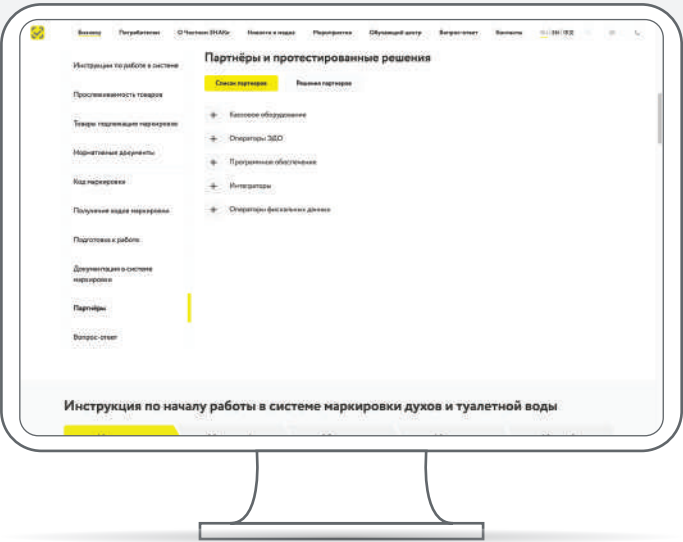 Бизнесу Потребителям О Честном ЗНАКе Новости и медиа Мероприятия Обучающий центр Вопрос-ответ Контакты
Партнёры и протестированные решения
Инструкции по работе в системе
Список партнеров Решения партнеров
Прослеживаемость товаров
Кассовое оборудование
Товары подлежащие маркировке
Операторы ЭДО
Нормативные документы
Программное обеспечение
Код маркировки
Интеграторы
Получение кодов маркировки
Операторы фискальных данных
Подготовка к работе
Документация в системе
маркировки
Партнёры
Вопрос-ответ
Инструкция по началу работы в системе маркировки духов и туалетной воды